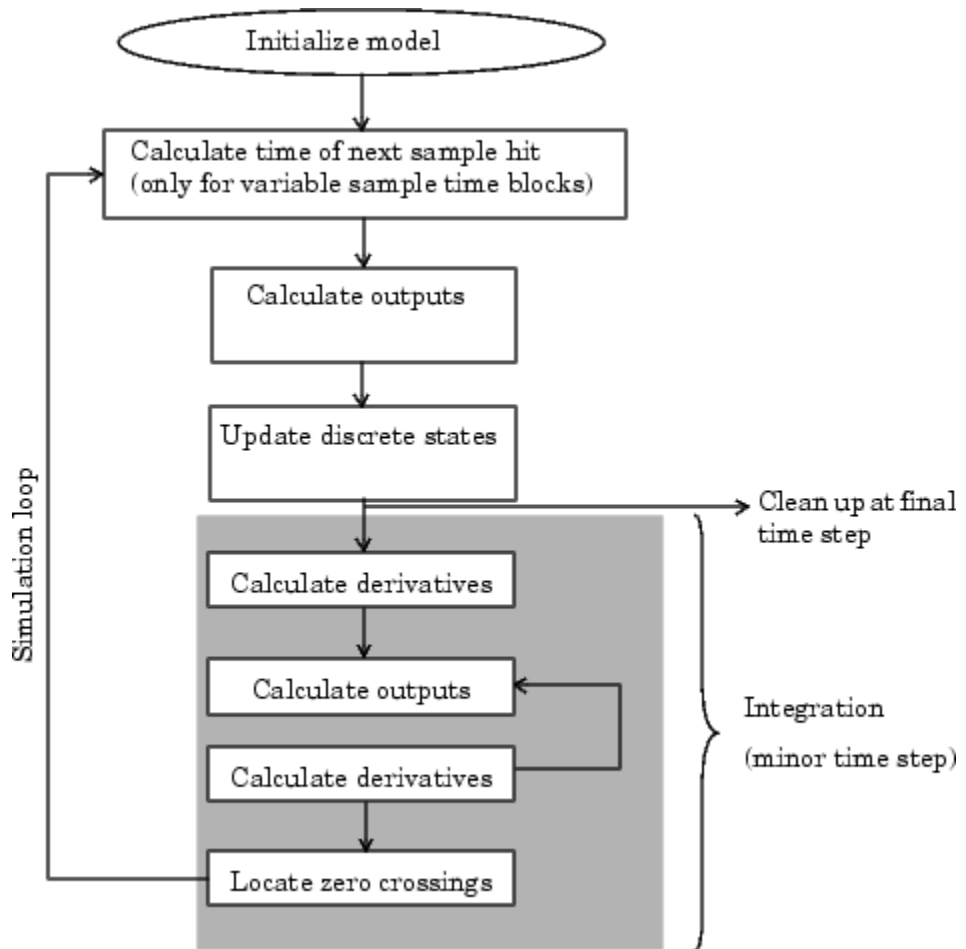 Initialize model
Calculate time of next sample hit
(only for variable sample time blocks)
Calculate outputs
Update discrete states
Clean up at final
time step
Simulation loop
Calculate derivatives
Calculate outputs
Calculate derivatives
Locate zero crossings
Integration
(minor time step)